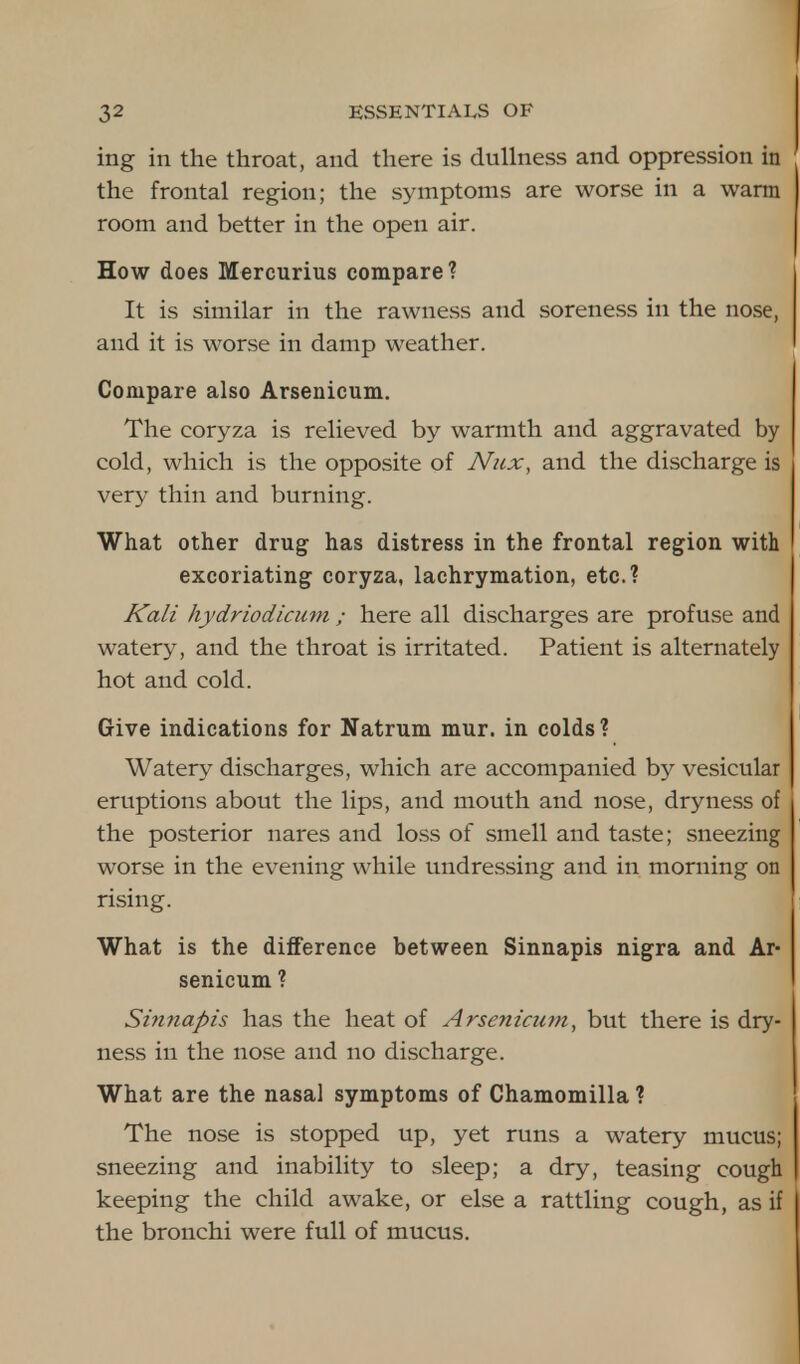 32 ESSENTIALS OF
ing in the throat, and there is dullness and oppression in
the frontal region; the symptoms are worse in a warm
room and better in the open air.
How does Mercurius compare?
It is similar in the rawness and soreness in the nose,
and it is worse in damp weather.
Compare also Arsenicum.
The coryza is relieved by warmth and aggravated by
cold, which is the opposite of Nux, and the discharge is
very thin and burning.
What other drug has distress in the frontal region with
excoriating coryza, lachrymation, etc.?
Kali hydriodicum ; here all discharges are profuse and
watery, and the throat is irritated. Patient is alternately
hot and cold.
Give indications for Natrum mur. in colds?
Watery discharges, which are accompanied by vesicular
eruptions about the lips, and mouth and nose, dryness of
the posterior nares and loss of smell and taste; sneezing
worse in the evening while undressing and in morning on
rising.
What is the difference between Sinnapis nigra and Ar-
senicum?
Sinnapis has the heat of Arsenicum, but there is dry-
ness in the nose and no discharge.
What are the nasal symptoms of Chamomilla?
The nose is stopped up, yet runs a watery mucus;
sneezing and inability to sleep; a dry, teasing cough
keeping the child awake, or else a rattling cough, as if
the bronchi were full of mucus.